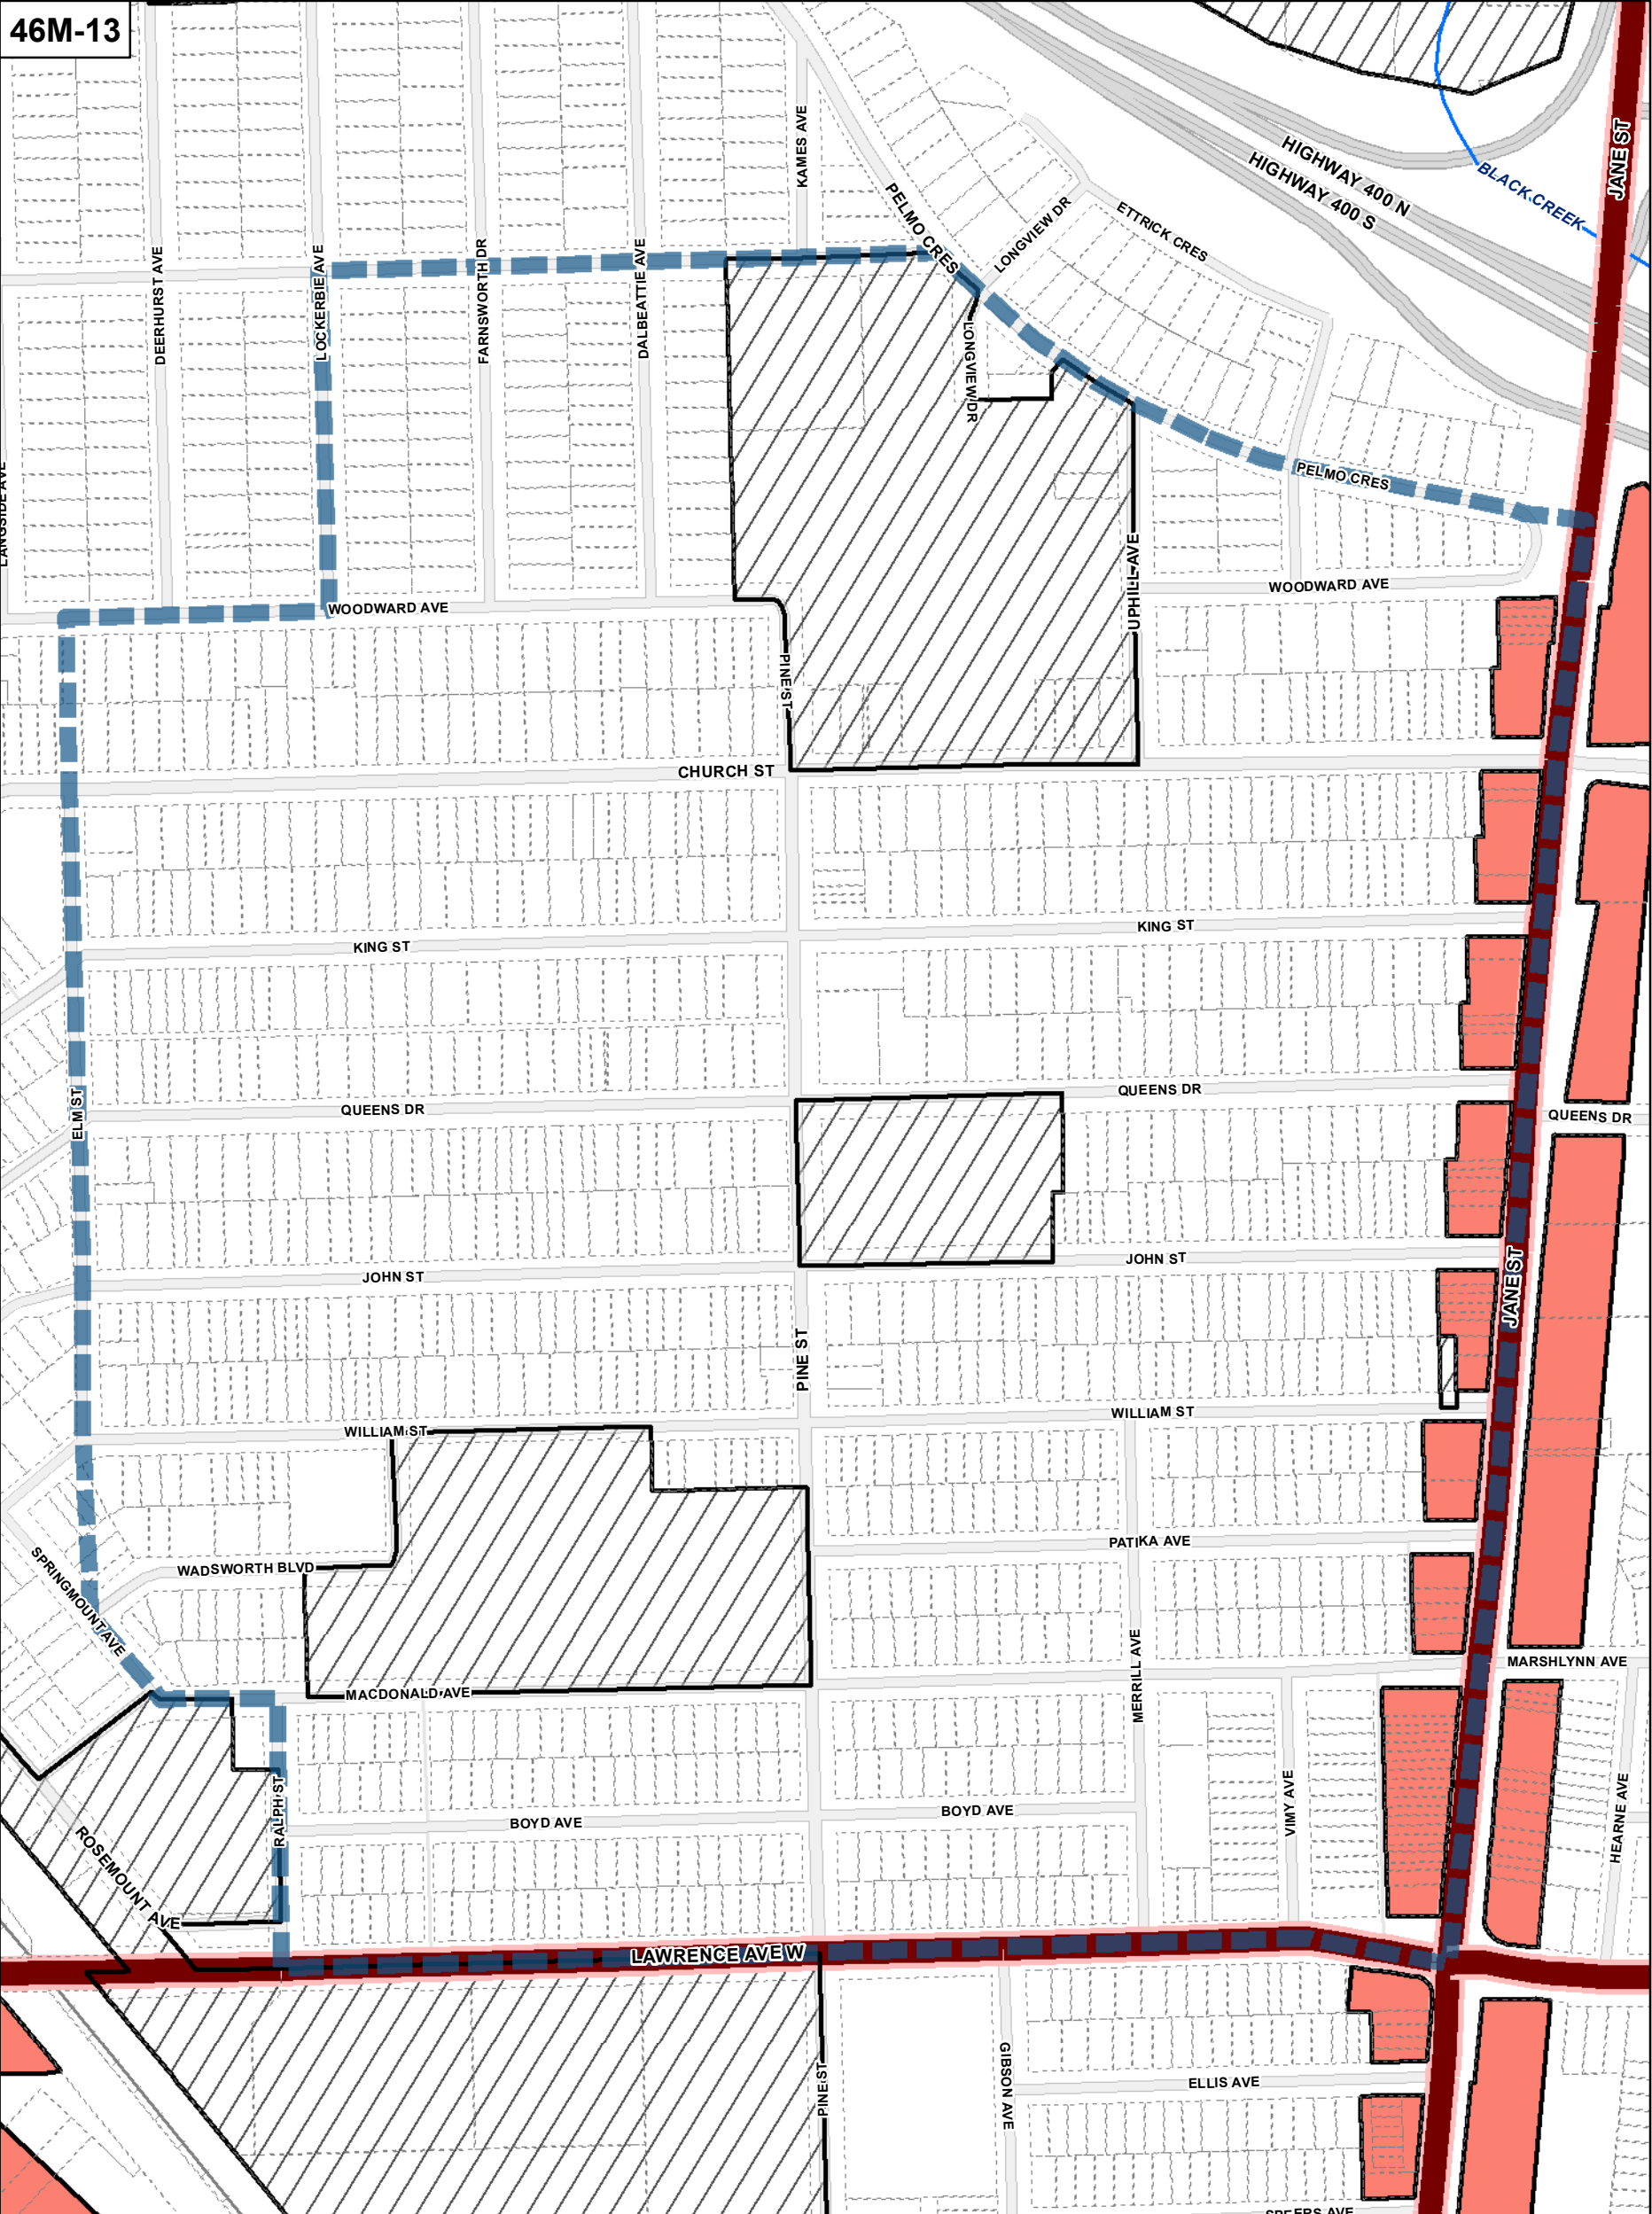 46M-13
KAMES AVE
JANE ST
HIGHWAY 400 N
HIGHWAY 400 S
BLACK CREEK
PELMO CRES
LONGVIEW DR
ETTRICK CRES
DEERHURST AVE
LOCKERBIE AVE
FARNSWORTH DR
DALBEATTIE AVE
LONGVIEW DR
LANGSIDE AVE
PELMO CRES
UPHILL AVE
WOODWARD AVE
WOODWARD AVE
PINE ST
CHURCH ST
KING ST
KING ST
ELM ST
QUEENS DR
QUEENS DR
QUEENS DR
JOHN ST
JOHN ST
JANE ST
PINE ST
WILLIAM ST
WILLIAM ST
SPRINGMOUNT AVE
WADSWORTH BLVD
PATIKA AVE
MERRILL AVE
MARSHLYNN AVE
MACDONALD AVE
RALPH ST
BOYD AVE
BOYD AVE
VIMY AVE
HEARNE AVE
ROSEMOUNT AVE
LAWRENCE AVE W
PINE ST
GIBSON AVE
ELLIS AVE
SPEERS AVE